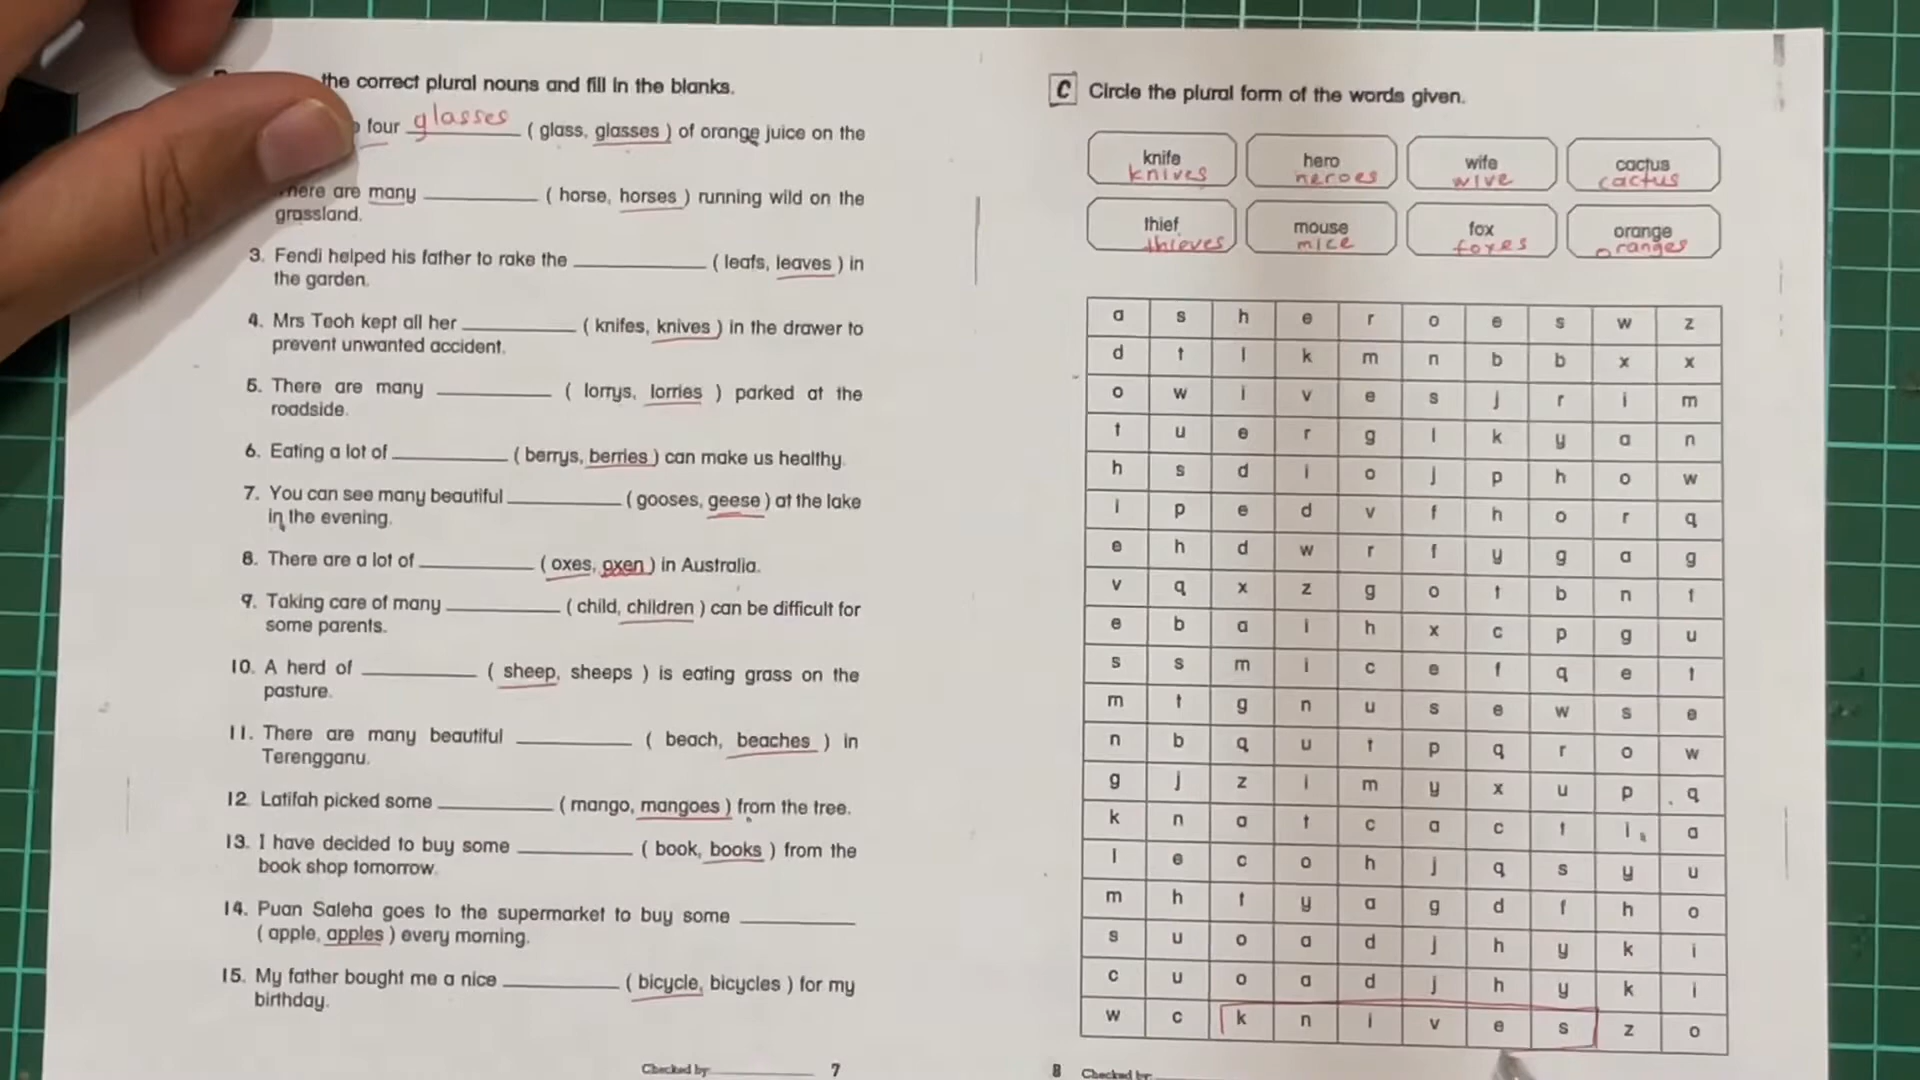 the correct plural nouns and fill in the blanks.
four glasses ( glass, glasses ) of orange juice on the
There are many ( horse, horses ) running wild on the
grassland.
3. Fendi helped his father to rake the ( leafs, leaves ) in
the garden.
4. Mrs Teoh kept all her ( knifes, knives ) in the drawer to
prevent unwanted accident.
5. There are many ( lorrys, lorries ) parked at the
roadside.
6. Eating a lot of ( berrys, berries ) can make us healthy.
7. You can see many beautiful ( gooses, geese ) at the lake
in the evening.
8. There are a lot of ( oxes, oxen ) in Australia.
9. Taking care of many ( child, children ) can be difficult for
some parents.
10. A herd of ( sheep, sheeps ) is eating grass on the
pasture.
11. There are many beautiful ( beach, beaches ) in
Terengganu.
12. Latifah picked some ( mango, mangoes ) from the tree.
13. I have decided to buy some ( book, books ) from the
book shop tomorrow.
14. Puan Saleha goes to the supermarket to buy some
( apple, apples ) every morning.
15. My father bought me a nice ( bicycle, bicycles ) for my
birthday.
Checked by: 7
C Circle the plural form of the words given.
knife hero wife cactus
knives heroes wive cactus
thief mouse fox orange
thieves mice foxes oranges
a s h e r o e s w z
d t l k m n b b x x
o w i v e s j r i m
t u e r g l k y a n
h s d i o j p h o w
i p e d v f h o r q
e h d w r f y g a g
v q x z g o t b n f
e b a i h x c p g u
s s m i c e f q e t
m t g n u s e w s e
n b q u t p q r o w
g j z i m y x u p q
k n a t c a c t i a
l e c o h j q s y u
m h t y a g d f h o
s u o a d j h y k i
c u o a d j h y k i
w c k n i v e s z o
8 Checked by: